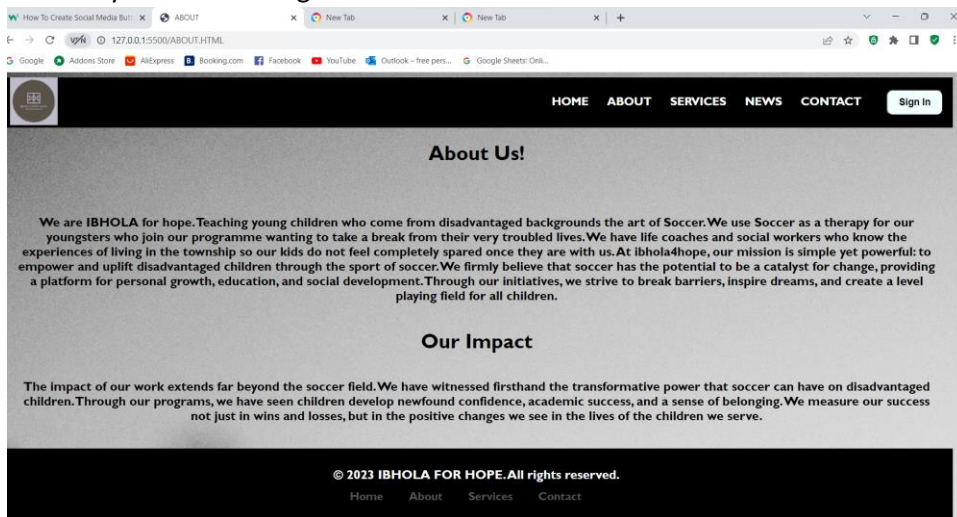 How To Create Social Media Butt
ABOUT
New Tab
New Tab
VPN 127.0.0.1:5500/ABOUT.HTML
Google Addons Store AliExpress Booking.com Facebook YouTube Outlook – free pers... Google Sheets: Onli...
HOME ABOUT SERVICES NEWS CONTACT Sign In
About Us!
We are IBHOLA for hope.Teaching young children who come from disadvantaged backgrounds the art of Soccer.We use Soccer as a therapy for our
youngsters who join our programme wanting to take a break from their very troubled lives.We have life coaches and social workers who know the
experiences of living in the township so our kids do not feel completely spared once they are with us.At ibhola4hope, our mission is simple yet powerful: to
empower and uplift disadvantaged children through the sport of soccer.We firmly believe that soccer has the potential to be a catalyst for change, providing
a platform for personal growth, education, and social development.Through our initiatives, we strive to break barriers, inspire dreams, and create a level
playing field for all children.
Our Impact
The impact of our work extends far beyond the soccer field.We have witnessed firsthand the transformative power that soccer can have on disadvantaged
children.Through our programs, we have seen children develop newfound confidence, academic success, and a sense of belonging.We measure our success
not just in wins and losses, but in the positive changes we see in the lives of the children we serve.
© 2023 IBHOLA FOR HOPE.All rights reserved.
Home About Services Contact